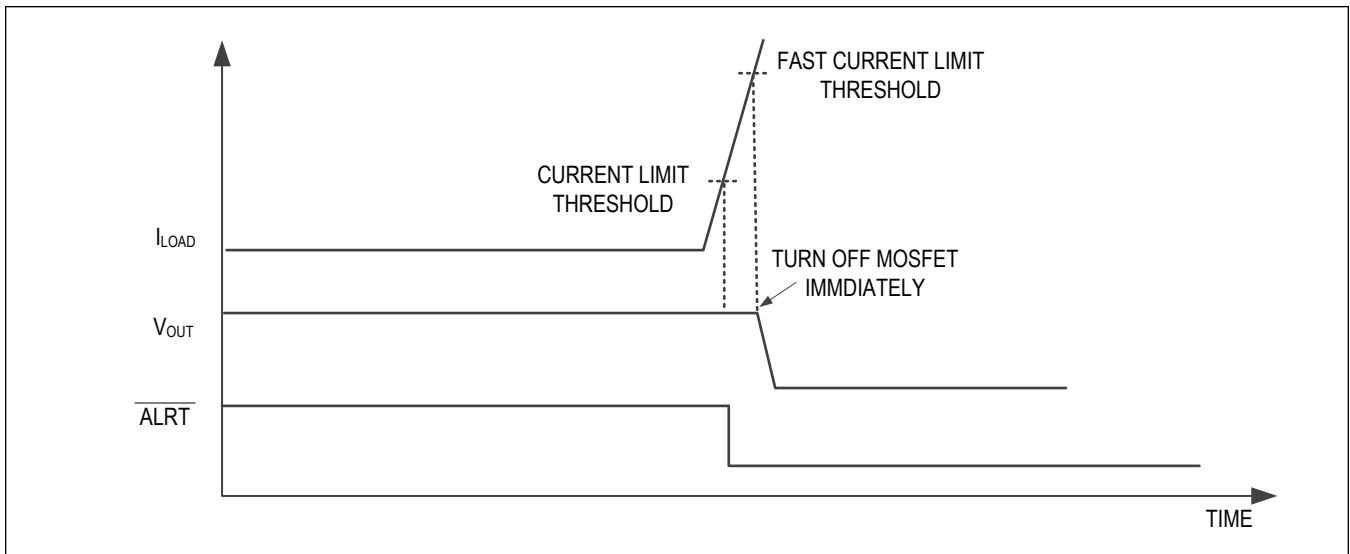 FAST CURRENT LIMIT
THRESHOLD
CURRENT LIMIT
THRESHOLD
ILOAD
TURN OFF MOSFET
IMMDIATELY
VOUT
ALRT
TIME